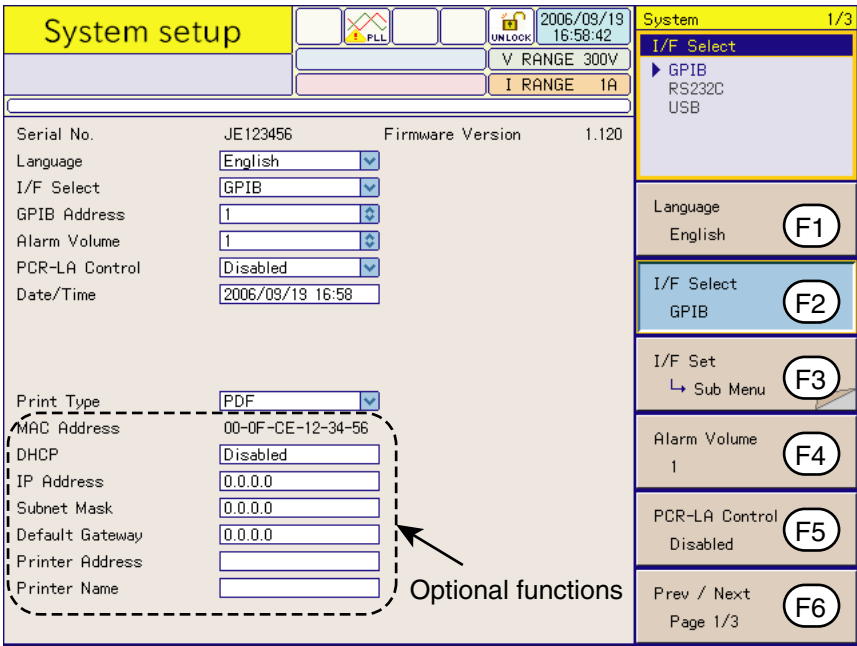 System setup
PLL
UNLOCK
2006/09/19
16:58:42
V RANGE 300V
I RANGE 1A
System 1/3
I/F Select
GPIB
RS232C
USB
Serial No. JE123456 Firmware Version 1.120
Language English
I/F Select GPIB
GPIB Address 1
Alarm Volume 1
PCR-LA Control Disabled
Date/Time 2006/09/19 16:58
Print Type PDF
MAC Address 00-0F-CE-12-34-56
DHCP Disabled
IP Address 0.0.0.0
Subnet Mask 0.0.0.0
Default Gateway 0.0.0.0
Printer Address
Printer Name
Optional functions
Language
English
F1
I/F Select
GPIB
F2
I/F Set
Sub Menu
F3
Alarm Volume
1
F4
PCR-LA Control
Disabled
F5
Prev / Next
Page 1/3
F6